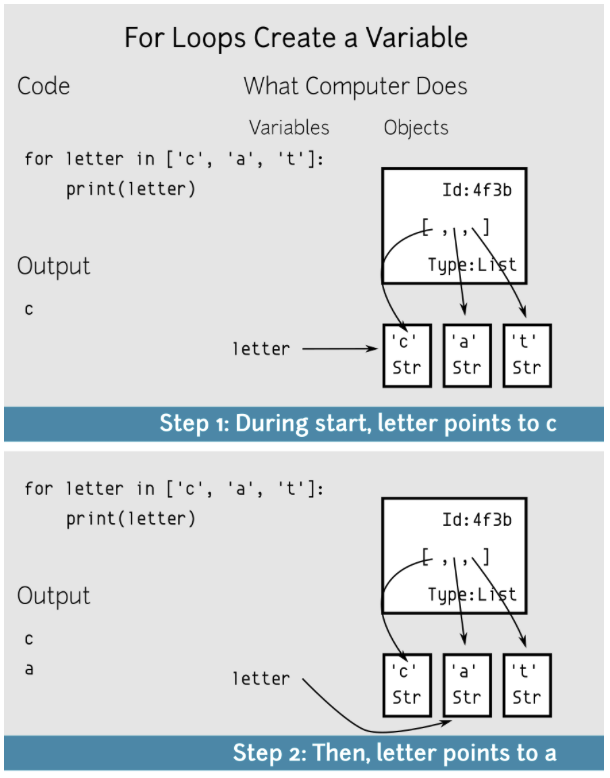 For Loops Create a Variable
Code What Computer Does
Variables Objects
for letter in ['c', 'a', 't']:
    print(letter)
Id:4f3b
[ , , ]
Type:List
Output
c
letter
'c' 'a' 't'
Str Str Str
Step 1: During start, letter points to c
for letter in ['c', 'a', 't']:
    print(letter)
Id:4f3b
[ , , ]
Type:List
Output
c
a
letter
'c' 'a' 't'
Str Str Str
Step 2: Then, letter points to a